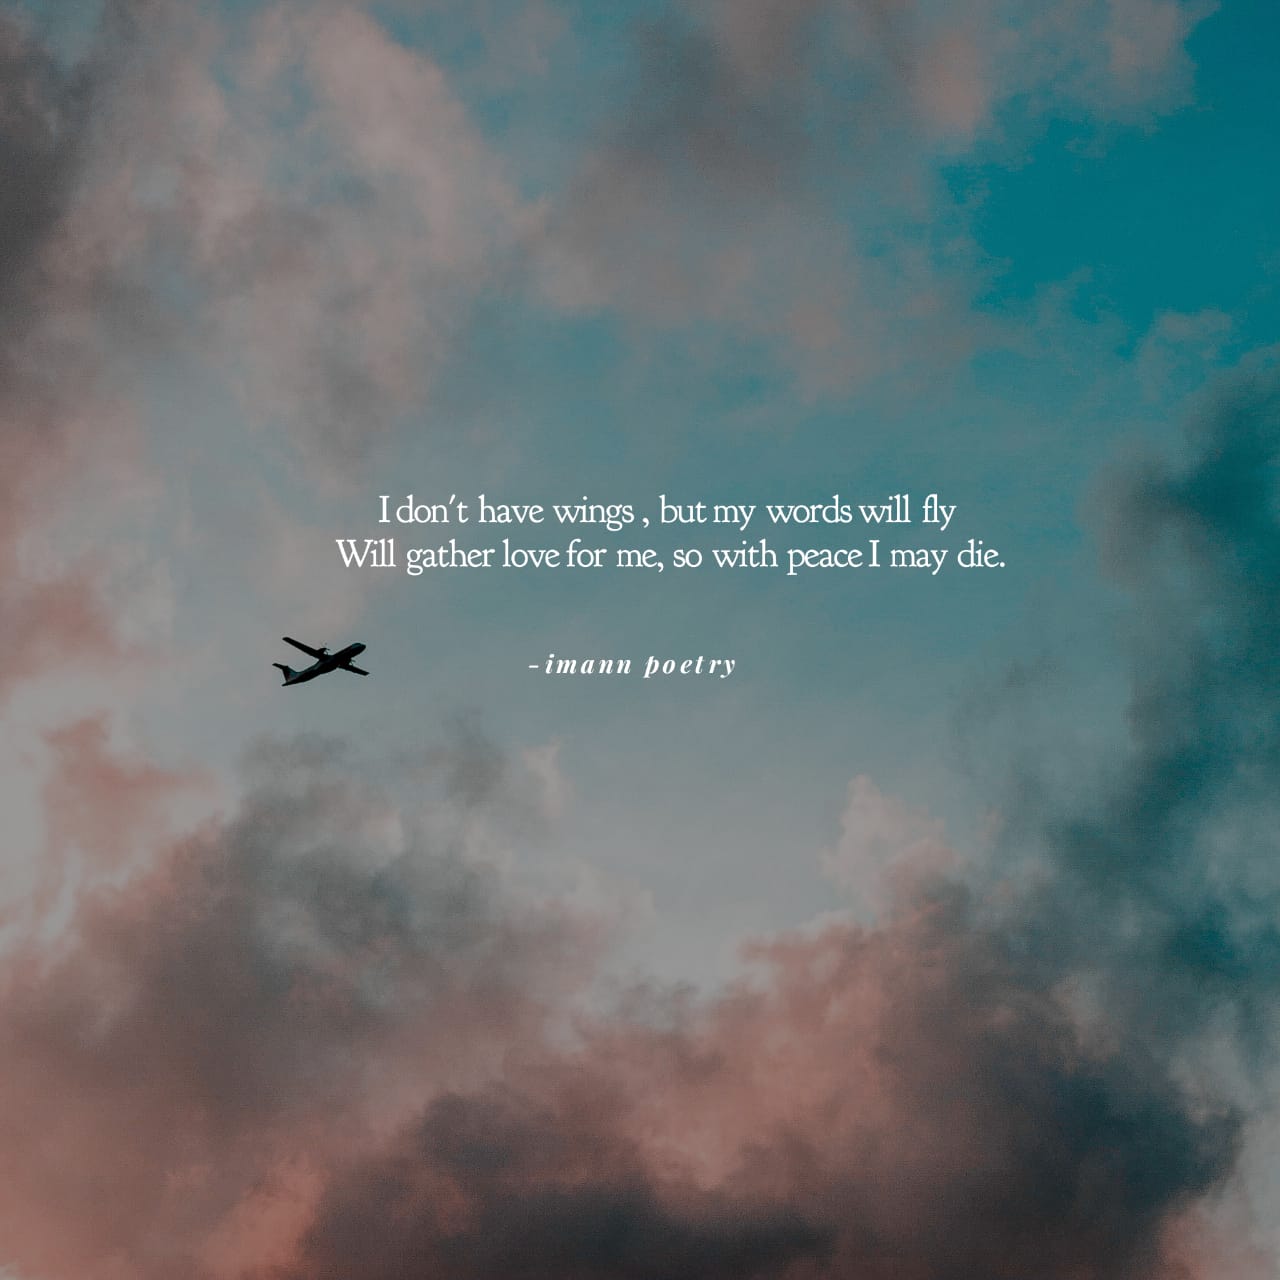 I don't have wings , but my words will fly
Will gather love for me, so with peace I may die.
-imann poetry